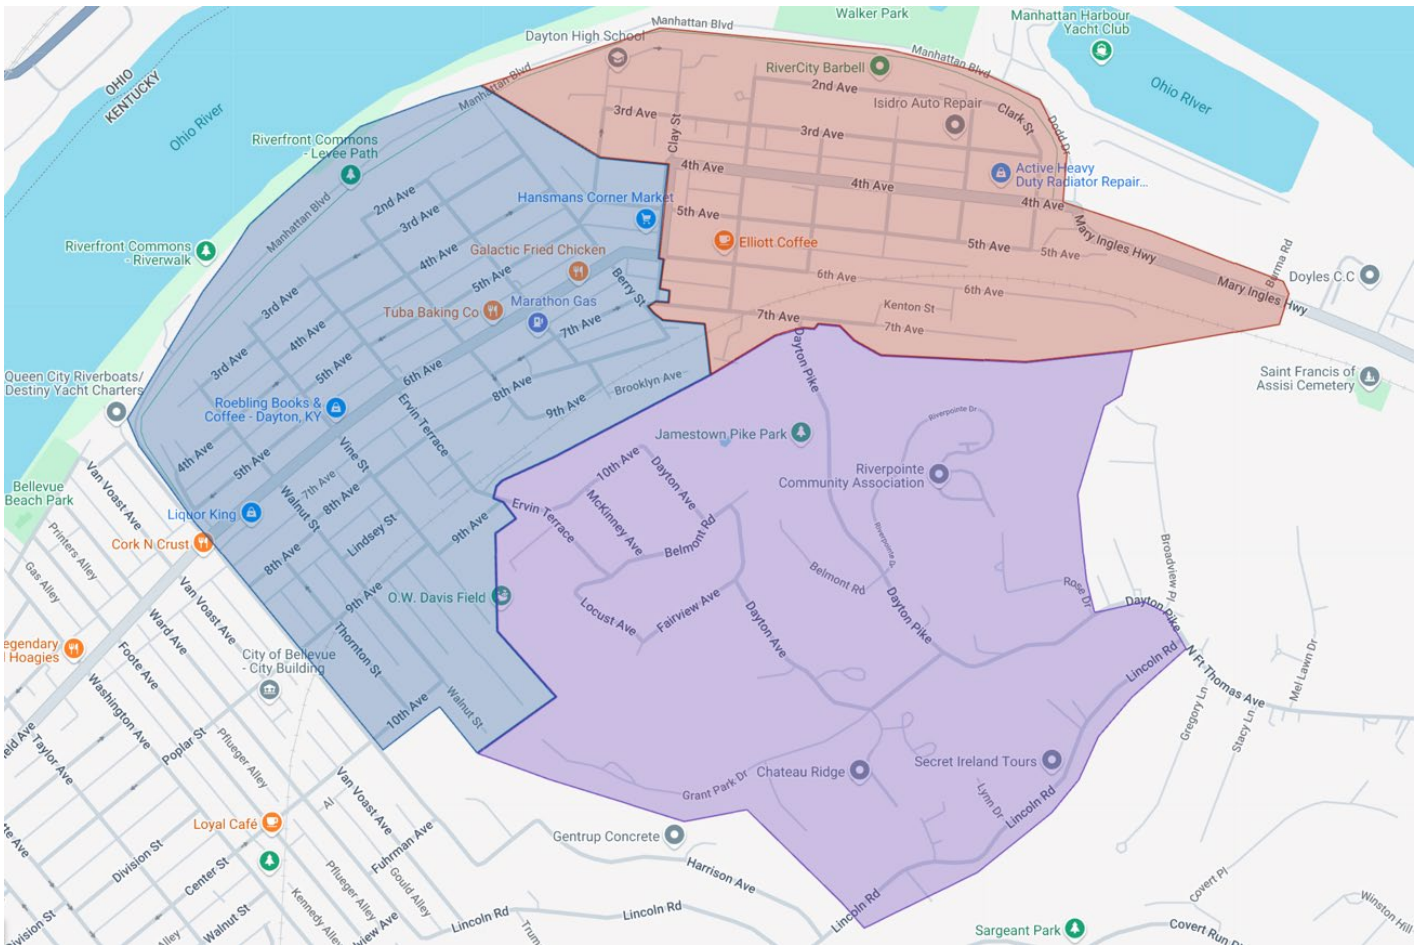 Walker Park
Manhattan Harbour
Yacht Club
Manhattan Blvd
Dayton High School
Manhattan Blvd
RiverCity Barbell
2nd Ave
Isidro Auto Repair
Clark St
Dodd Dr
Ohio River
OHIO
KENTUCKY
Ohio River
Manhattan Blvd
3rd Ave
3rd Ave
Clay St
Riverfront Commons
- Levee Path
4th Ave
4th Ave
4th Ave
Active Heavy
Duty Radiator Repair...
Hansmans Corner Market
2nd Ave
3rd Ave
Manhattan Blvd
5th Ave
5th Ave
5th Ave
Mary Ingles Hwy
Elliott Coffee
Riverfront Commons
- Riverwalk
Galactic Fried Chicken
4th Ave
5th Ave
Berry St
6th Ave
6th Ave
Mary Ingles Hwy
Burma Rd
Doyles C.C
Kenton St
7th Ave
7th Ave
3rd Ave
Tuba Baking Co
Marathon Gas
7th Ave
4th Ave
3rd Ave
5th Ave
6th Ave
8th Ave
Brooklyn Ave
9th Ave
Dayton Pike
Queen City Riverboats/
Destiny Yacht Charters
Saint Francis of
Assisi Cemetery
Roebling Books &
Coffee - Dayton, KY
Ervin Terrace
Riverpointe Dr
Jamestown Pike Park
4th Ave
5th Ave
Vine St
7th Ave
8th Ave
Walnut St
Van Voast Ave
Bellevue
Beach Park
Liquor King
Lindsey St
9th Ave
10th Ave
Dayton Ave
Riverpointe
Community Association
Ervin Terrace
McKinney Ave
Belmont Rd
Riverpointe Dr
Printers Alley
Cork N Crust
8th Ave
Gas Alley
9th Ave
O.W. Davis Field
Van Voast Ave
Belmont Rd
Locust Ave
Fairview Ave
Dayton Ave
Dayton Pike
Rose Dr
Dayton Pike
Broadview Pl
Ward Ave
Foote Ave
egendary
l Hoagies
City of Bellevue
- City Building
Thornton St
10th Ave
Walnut St
Lincoln Rd
N Ft Thomas Ave
Mel Lawn Dr
Gregory Ln
Stacy Ln
Washington Ave
Poplar St
Pflueger Alley
eld Ave
Taylor Ave
Van Voast Ave
Grant Park Dr
Chateau Ridge
Secret Ireland Tours
Lynn Dr
Lincoln Rd
Al
Loyal Café
Gentrup Concrete
Fuhrman Ave
tte Ave
Division St
Center St
Pflueger Alley
Gould Alley
Harrison Ave
Covert Pl
Winston Hill
Kennedy Alley
Walnut St
Division St
Alley
view Ave
Lincoln Rd
Trum
Lincoln Rd
Lincoln Rd
Sargeant Park
Covert Run P